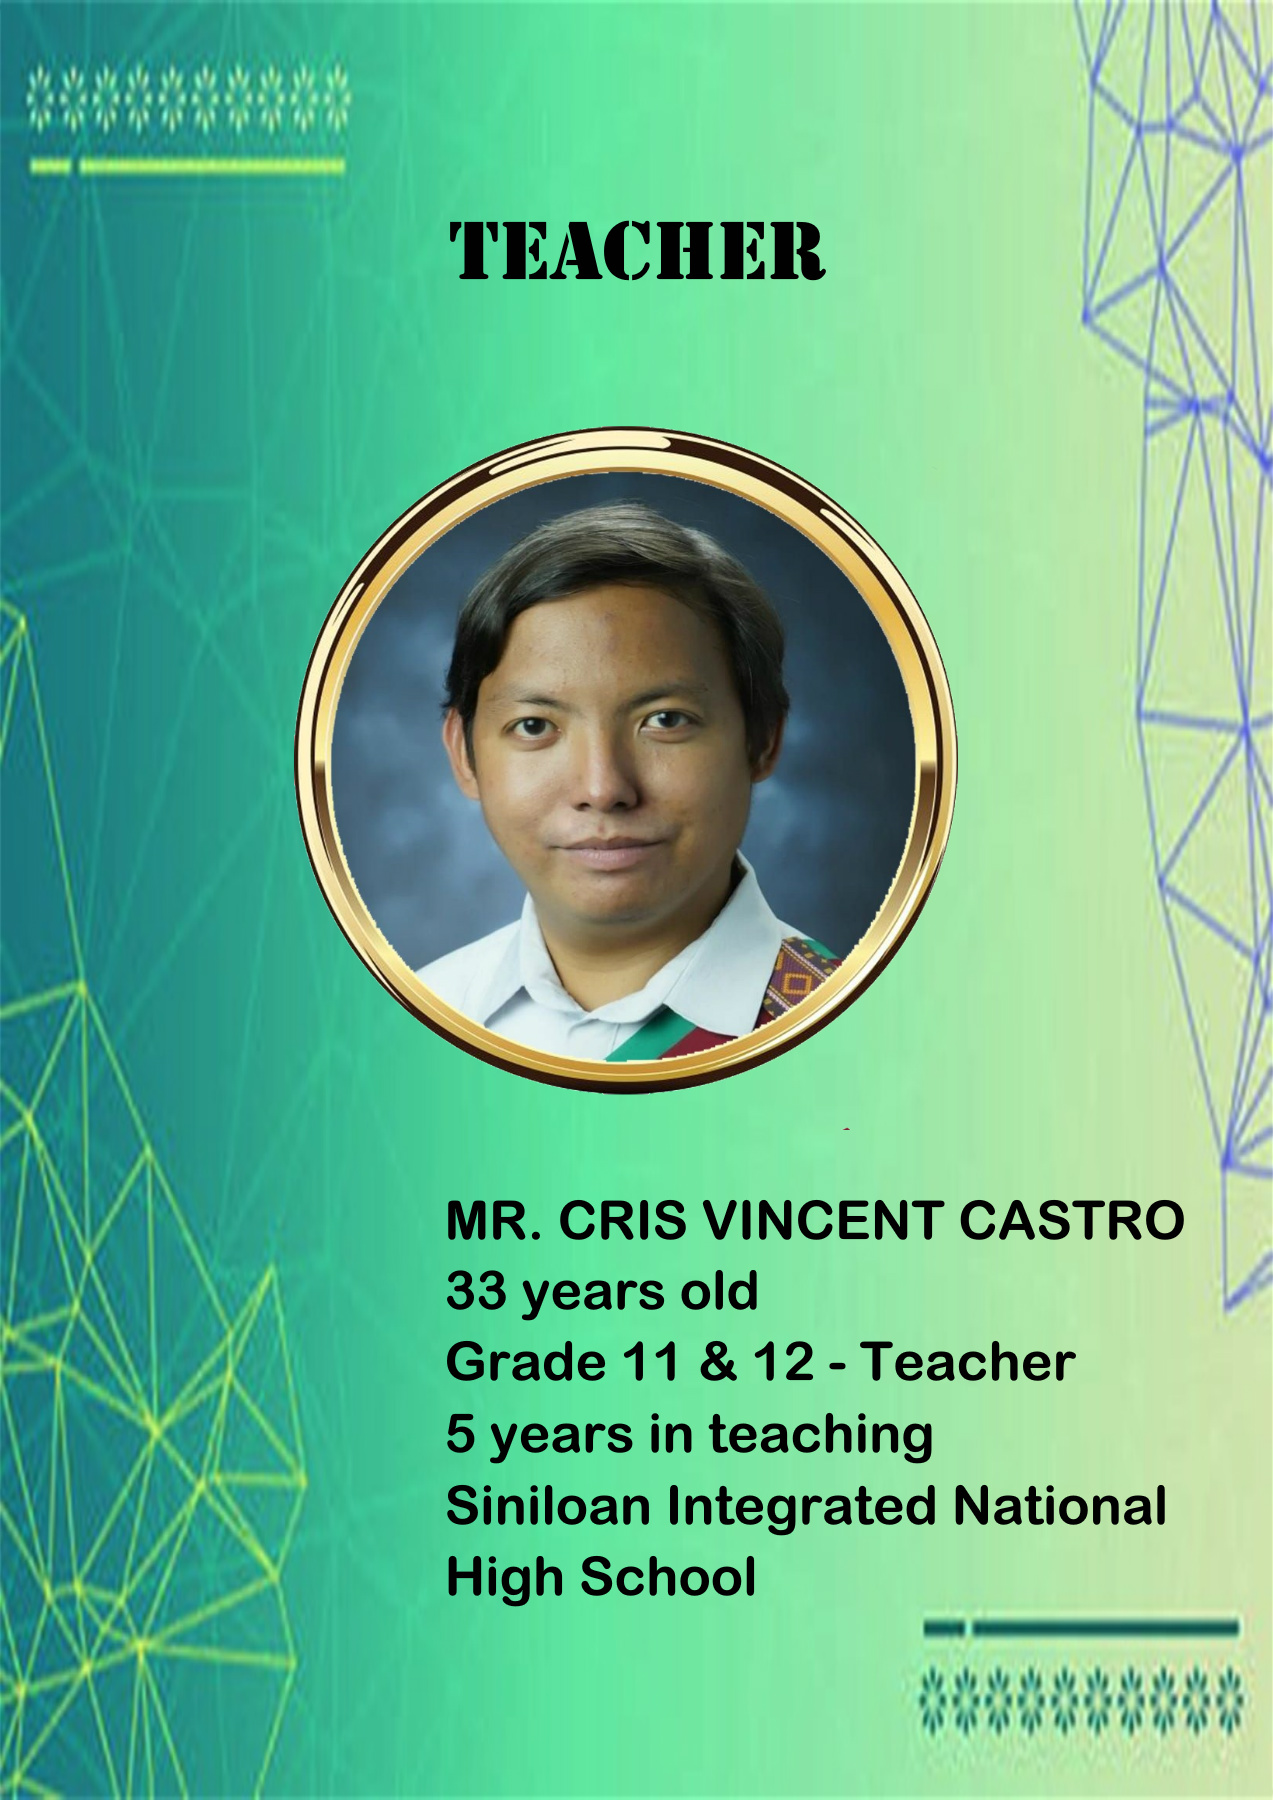 TEACHER
MR. CRIS VINCENT CASTRO
33 years old
Grade 11 & 12 - Teacher
5 years in teaching
Siniloan Integrated National
High School